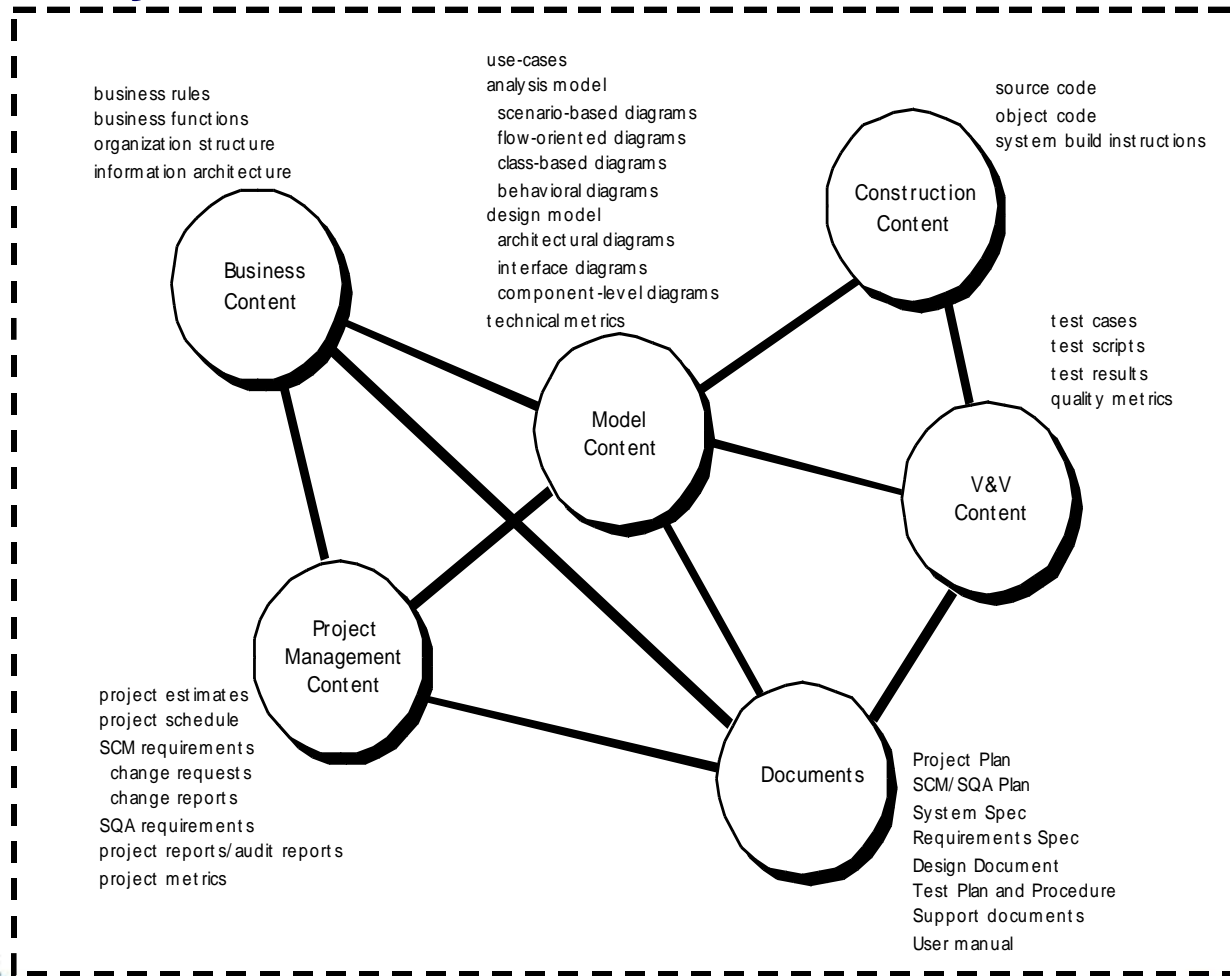 business rules
business functions
organization structure
information architecture
Business
Content
use-cases
analysis model
scenario-based diagrams
flow-oriented diagrams
class-based diagrams
behavioral diagrams
design model
architectural diagrams
interface diagrams
component-level diagrams
technical metrics
Model
Content
source code
object code
system build instructions
Construction
Content
test cases
test scripts
test results
quality metrics
V&V
Content
Project
Management
Content
project estimates
project schedule
SCM requirements
change requests
change reports
SQA requirements
project reports/audit reports
project metrics
Documents
Project Plan
SCM/SQA Plan
System Spec
Requirements Spec
Design Document
Test Plan and Procedure
Support documents
User manual